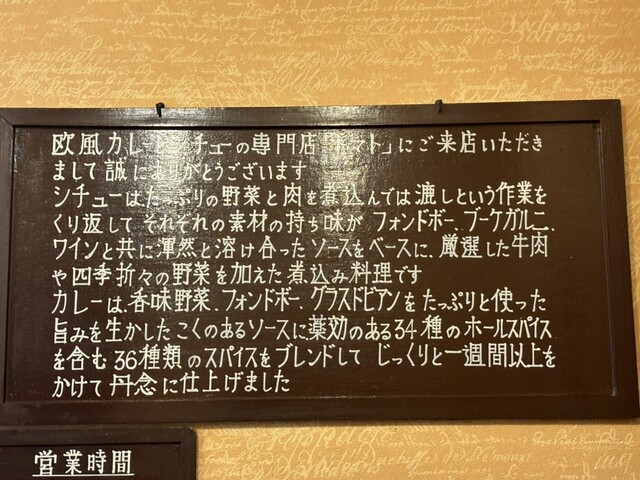 欧風カレーとシチューの専門店「トマト」にご来店いただき
まして誠にありがとうございます
シチューは、たっぷりの野菜と肉を煮込んでは漉しという作業を
くり返して それぞれの素材の持ち味が フォンドボー、ブーケガルニ、
ワインと共に渾然と溶け合ったソースをベースに、厳選した牛肉
や四季折々の野菜を加えた煮込み料理です
カレーは、香味野菜、フォンドボー、グラスドビアンをたっぷりと使った
旨みを生かしたこくのあるソースに薬効のある34種のホールスパイス
を含む 36種類のスパイスをブレンドして じっくりと一週間以上を
かけて丹念に仕上げました
営業時間